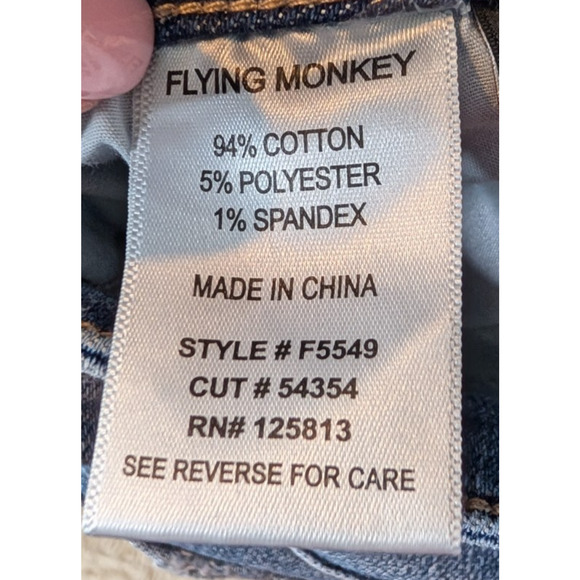 FLYING MONKEY
94% COTTON
5% POLYESTER
1% SPANDEX
MADE IN CHINA
STYLE # F5549
CUT # 54354
RN# 125813
SEE REVERSE FOR CARE